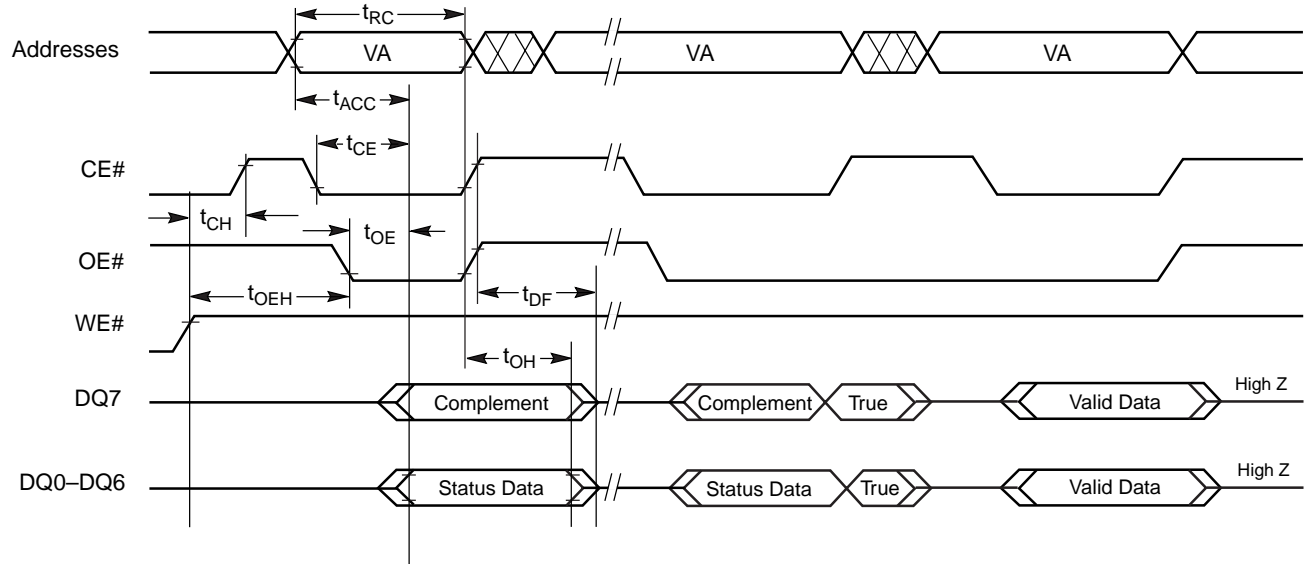 tRC
Addresses VA VA VA
tACC
tCE
CE#
tCH
tOE
OE#
tOEH
tDF
WE#
tOH
DQ7 Complement Complement True Valid Data High Z
DQ0–DQ6 Status Data Status Data True Valid Data High Z